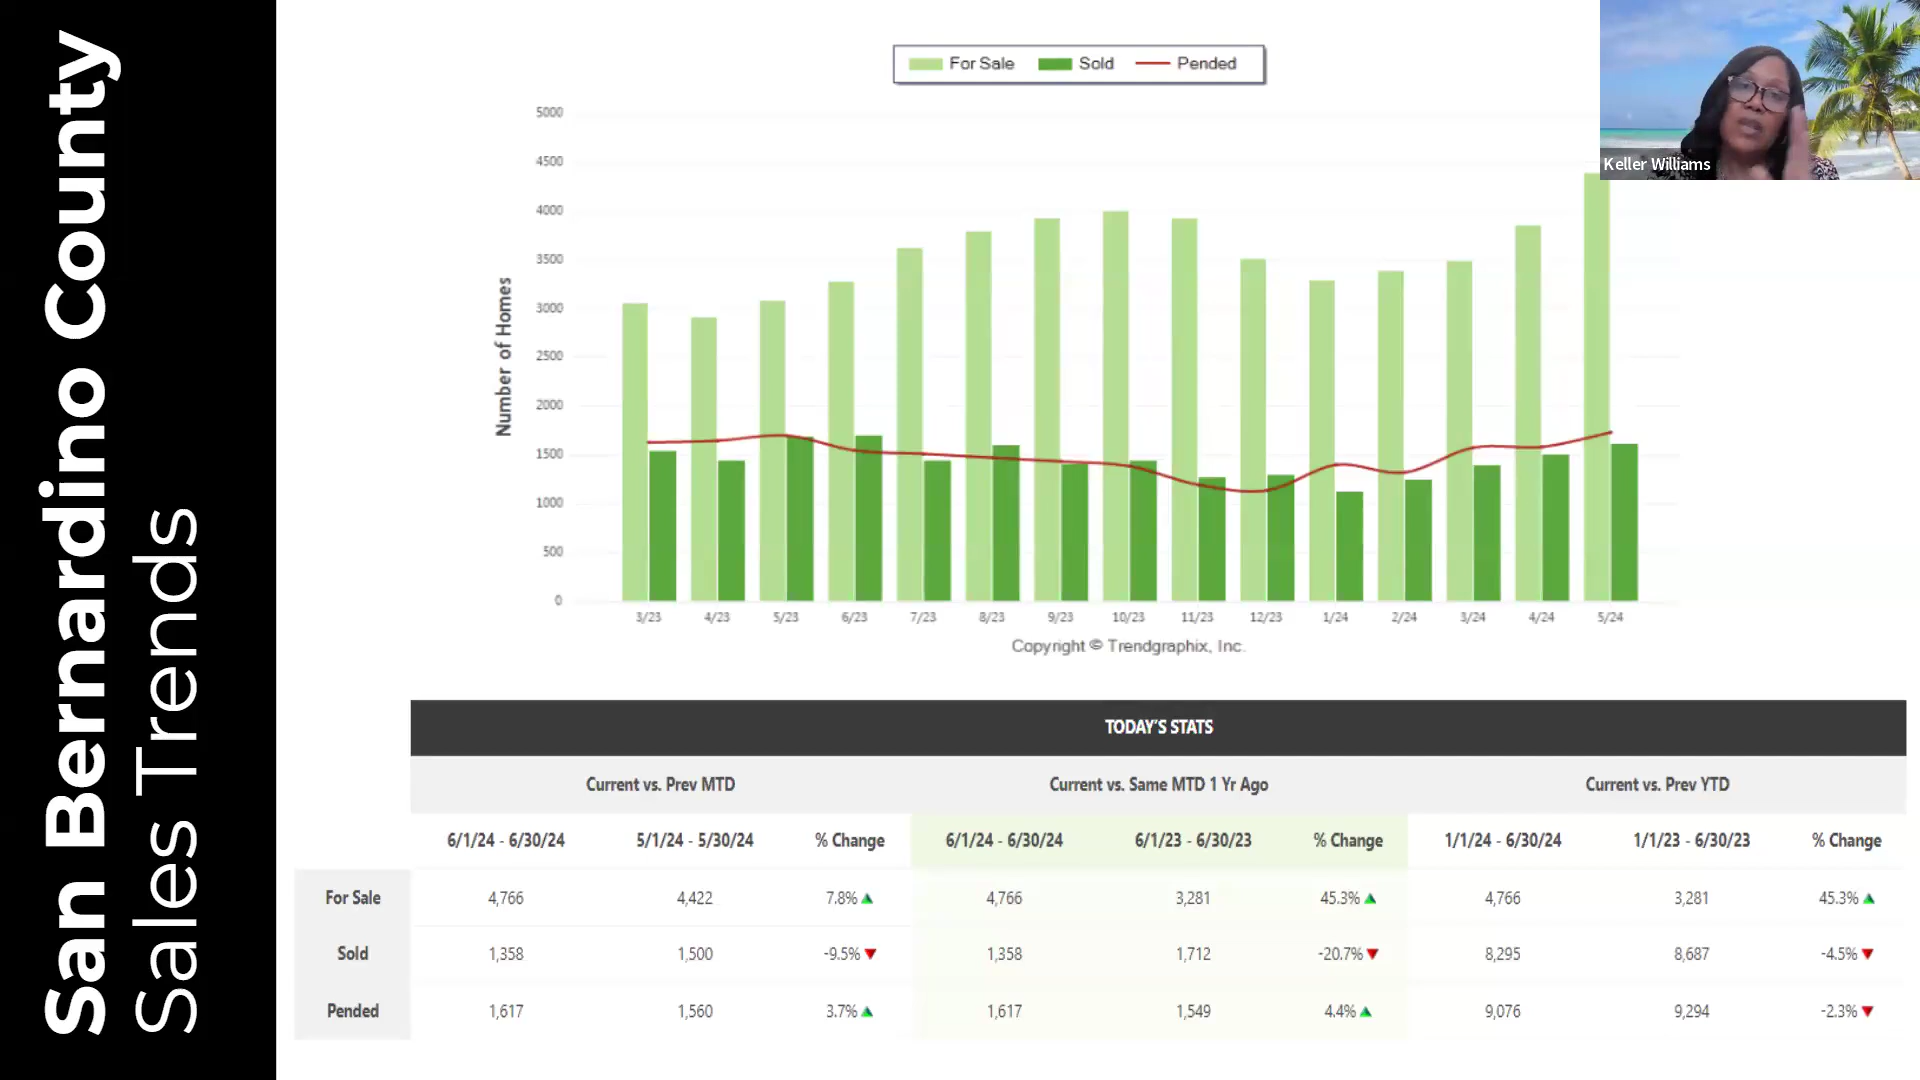 San Bernardino County
Sales Trends
For Sale Sold Pended
Keller Williams
Number of Homes
5000
4500
4000
3500
3000
2500
2000
1500
1000
500
0
3/23 4/23 5/23 6/23 7/23 8/23 9/23 10/23 11/23 12/23 1/24 2/24 3/24 4/24 5/24
Copyright © Trendgraphix, Inc.
TODAY'S STATS
Current vs. Prev MTD Current vs. Same MTD 1 Yr Ago Current vs. Prev YTD
6/1/24 - 6/30/24 5/1/24 - 5/30/24 % Change 6/1/24 - 6/30/24 6/1/23 - 6/30/23 % Change 1/1/24 - 6/30/24 1/1/23 - 6/30/23 % Change
For Sale 4,766 4,422 7.8% 4,766 3,281 45.3% 4,766 3,281 45.3%
Sold 1,358 1,500 -9.5% 1,358 1,712 -20.7% 8,295 8,687 -4.5%
Pended 1,617 1,560 3.7% 1,617 1,549 4.4% 9,076 9,294 -2.3%